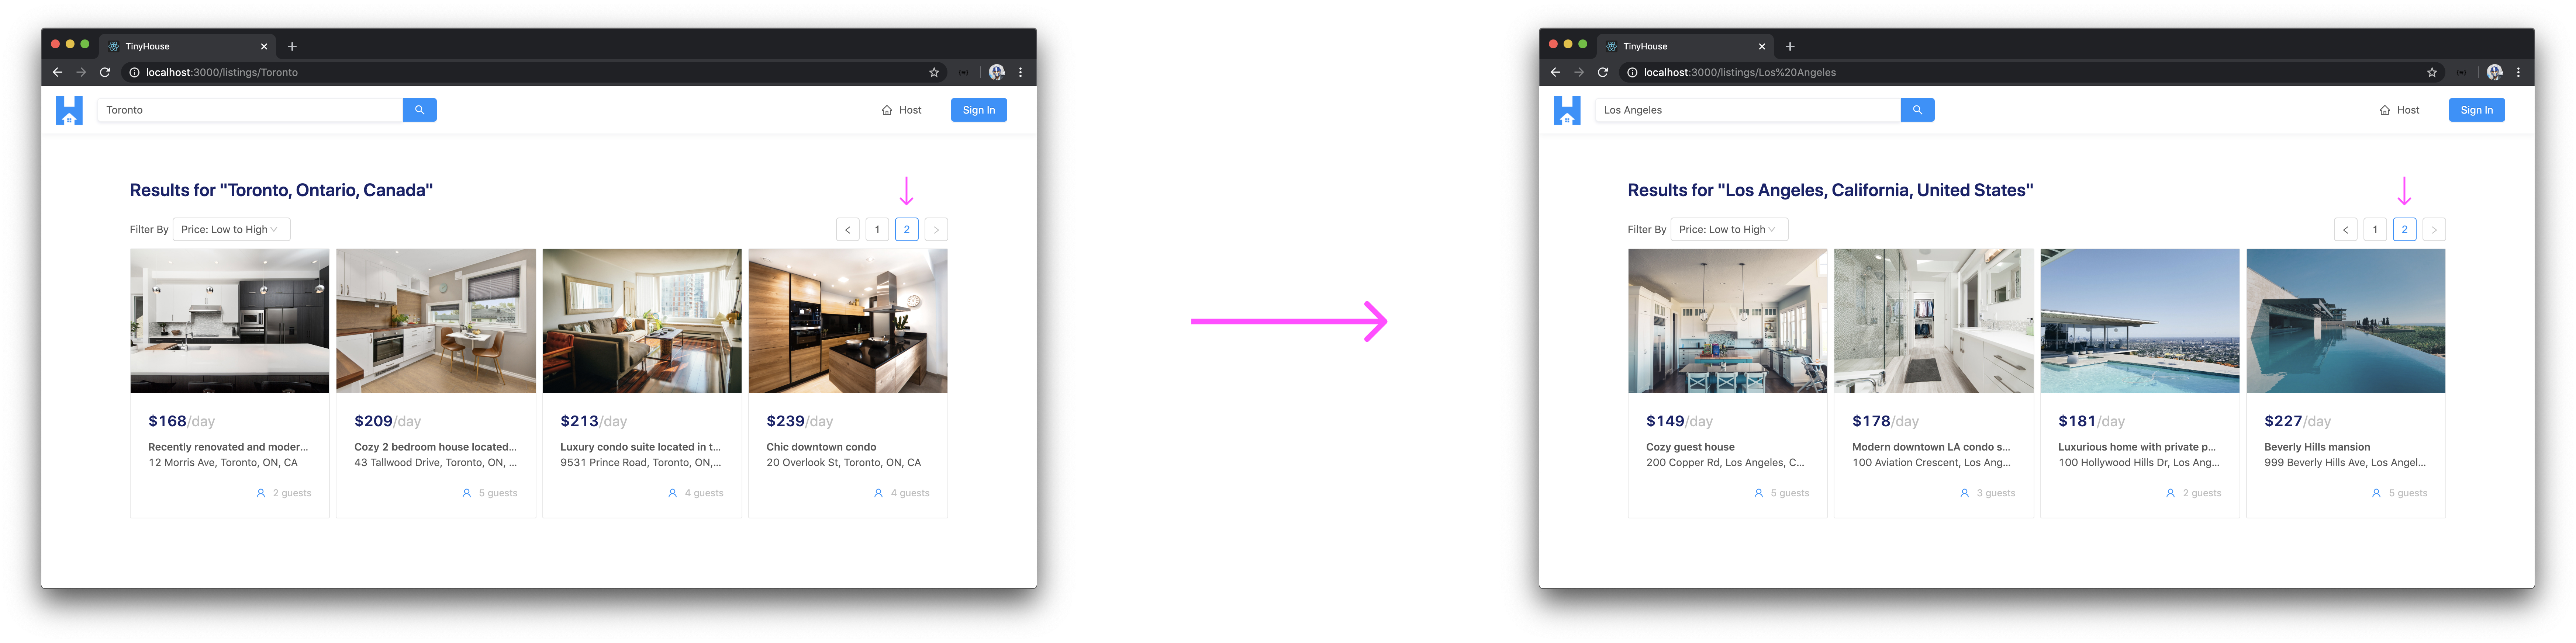 TinyHouse
localhost:3000/listings/Toronto
Toronto
Host
Sign In
Results for "Toronto, Ontario, Canada"
Filter By Price: Low to High
1 2
$168/day
Recently renovated and moder...
12 Morris Ave, Toronto, ON, CA
2 guests
$209/day
Cozy 2 bedroom house located...
43 Tallwood Drive, Toronto, ON, ...
5 guests
$213/day
Luxury condo suite located in t...
9531 Prince Road, Toronto, ON,...
4 guests
$239/day
Chic downtown condo
20 Overlook St, Toronto, ON, CA
4 guests
TinyHouse
localhost:3000/listings/Los%20Angeles
Los Angeles
Host
Sign In
Results for "Los Angeles, California, United States"
Filter By Price: Low to High
1 2
$149/day
Cozy guest house
200 Copper Rd, Los Angeles, C...
5 guests
$178/day
Modern downtown LA condo s...
100 Aviation Crescent, Los Ang...
3 guests
$181/day
Luxurious home with private p...
100 Hollywood Hills Dr, Los Ang...
2 guests
$227/day
Beverly Hills mansion
999 Beverly Hills Ave, Los Angel...
5 guests